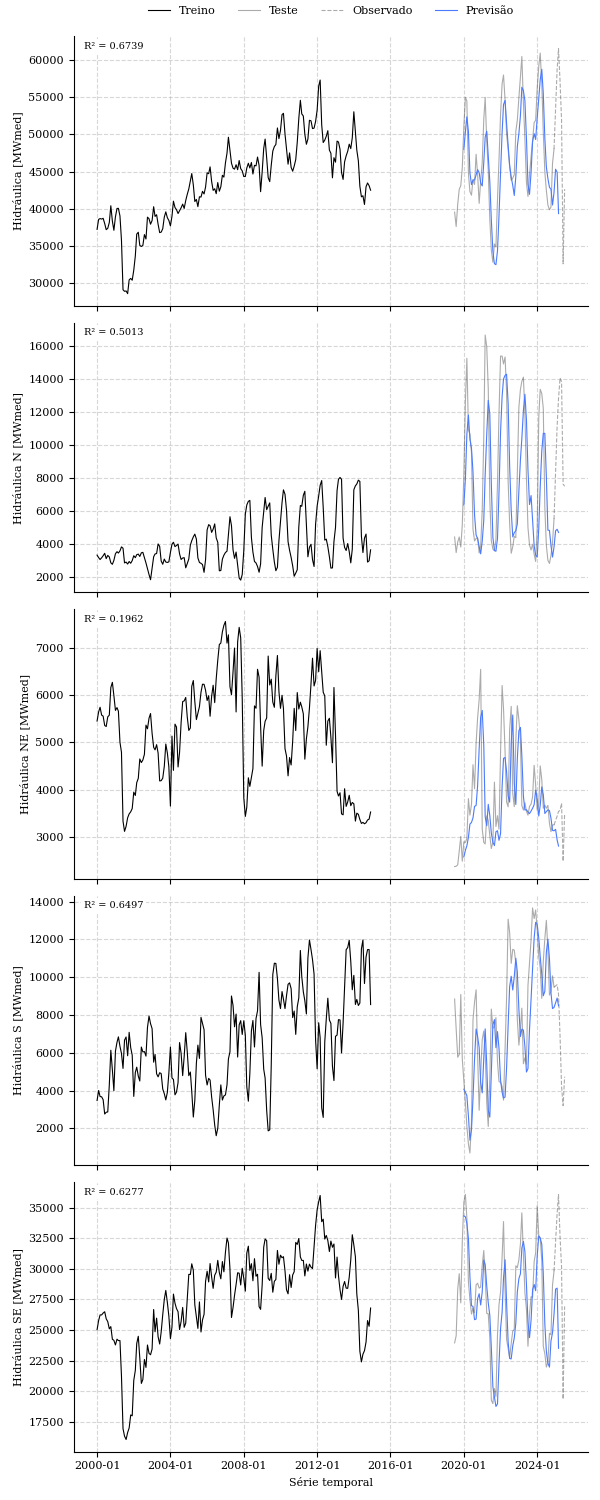 Treino Teste Observado Previsão
R² = 0.6739
60000
55000
50000
45000
40000
35000
30000
Hidráulica [MWmed]
R² = 0.5013
16000
14000
12000
10000
8000
6000
4000
2000
Hidráulica N [MWmed]
R² = 0.1962
7000
6000
5000
4000
3000
Hidráulica NE [MWmed]
R² = 0.6497
14000
12000
10000
8000
6000
4000
2000
Hidráulica S [MWmed]
R² = 0.6277
35000
32500
30000
27500
25000
22500
20000
17500
Hidráulica SE [MWmed]
2000-01 2004-01 2008-01 2012-01 2016-01 2020-01 2024-01
Série temporal